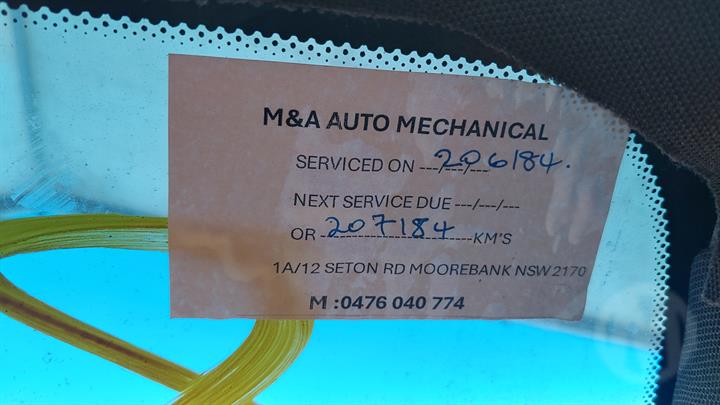 M&A AUTO MECHANICAL
SERVICED ON ---/---/--- 206184.
NEXT SERVICE DUE ---/---/---
OR 207184 KM'S
1A/12 SETON RD MOOREBANK NSW 2170
M :0476 040 774